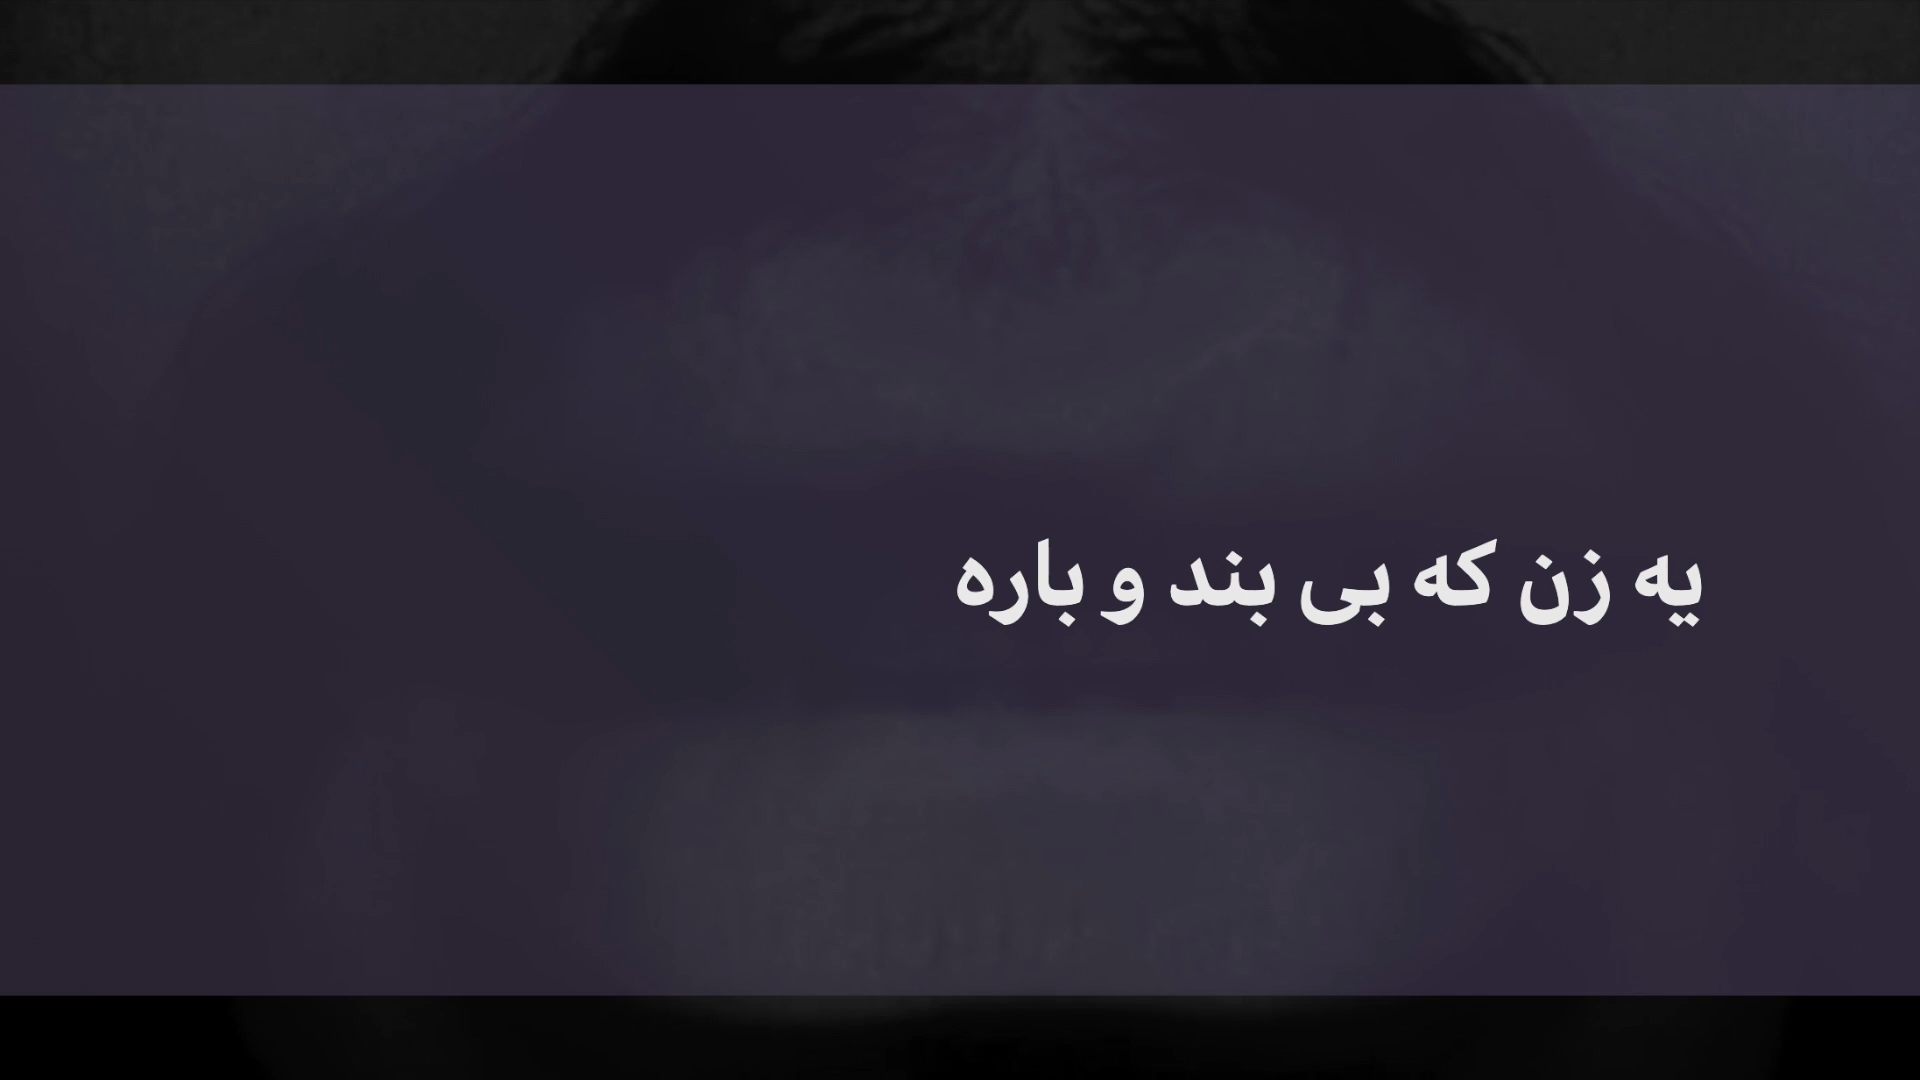 یه زن که بی بند و باره